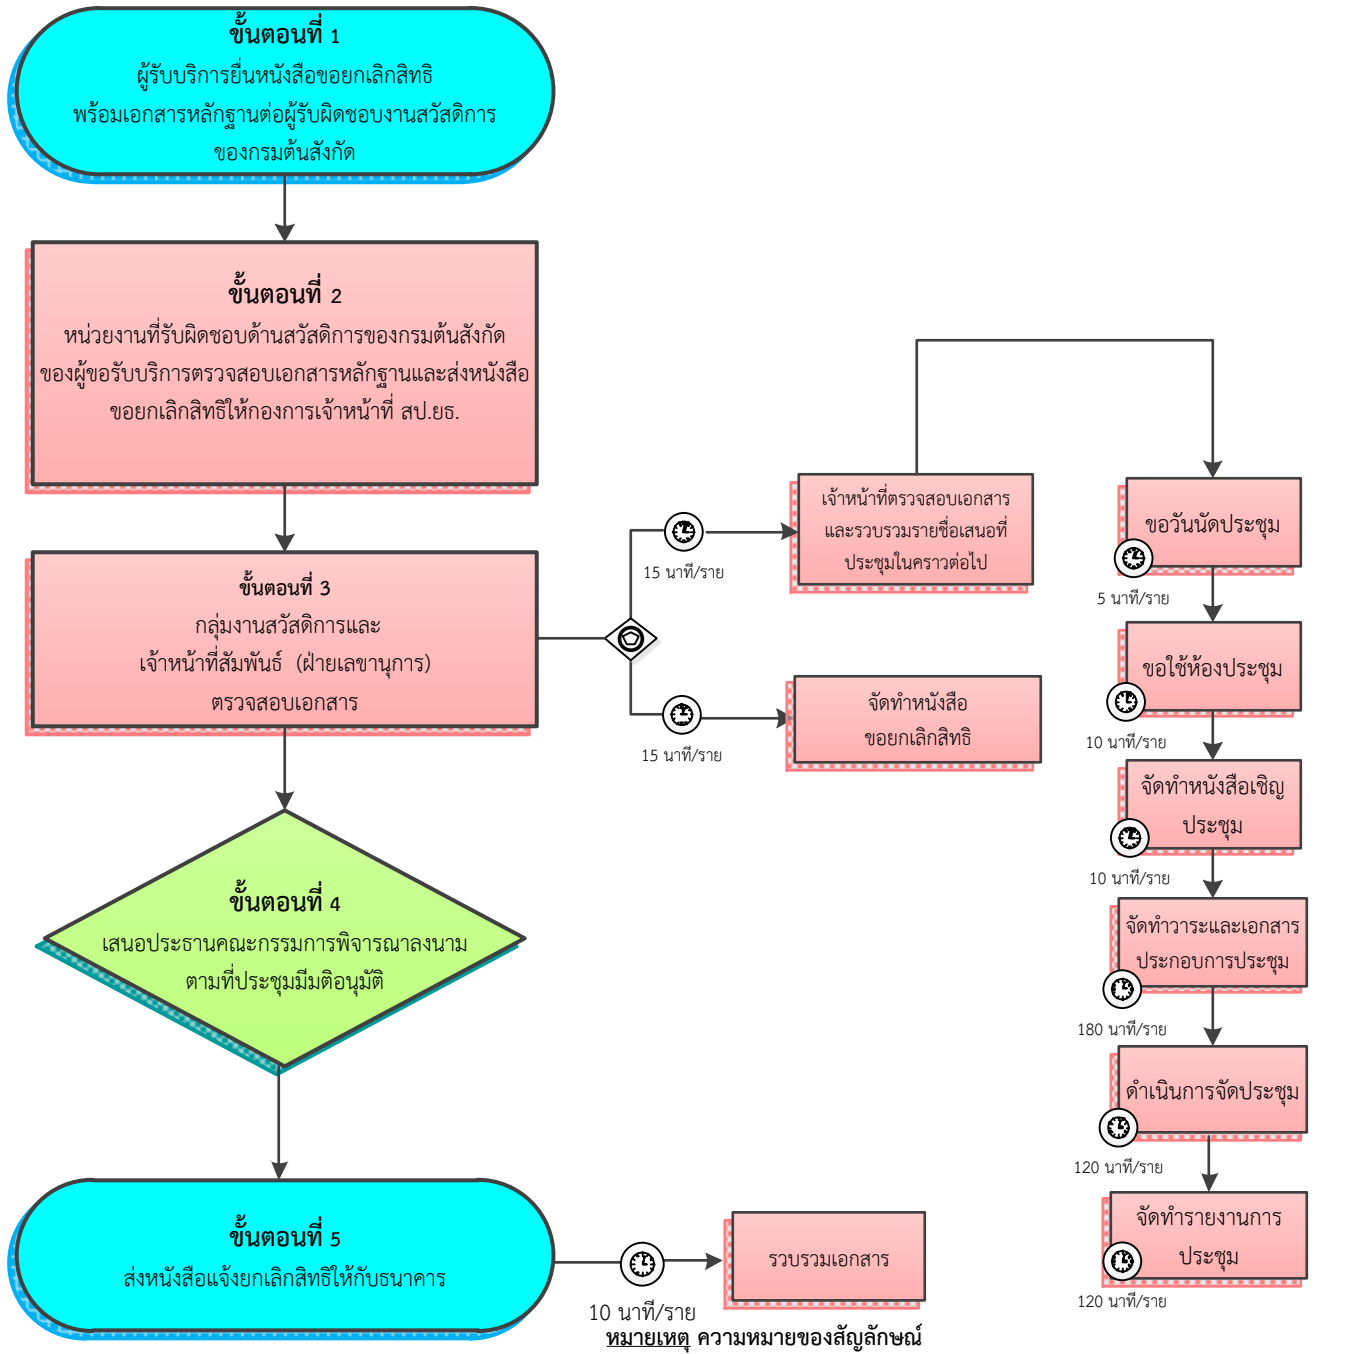 ขั้นตอนที่ 1
ผู้รับบริการยื่นหนังสือขอยกเลิกสิทธิ
พร้อมเอกสารหลักฐานต่อผู้รับผิดชอบงานสวัสดิการ
ของกรมต้นสังกัด
ขั้นตอนที่ 2
หน่วยงานที่รับผิดชอบด้านสวัสดิการของกรมต้นสังกัด
ของผู้ขอรับบริการตรวจสอบเอกสารหลักฐานและส่งหนังสือ
ขอยกเลิกสิทธิให้กองการเจ้าหน้าที่ สป.ยธ.
ขั้นตอนที่ 3
กลุ่มงานสวัสดิการและ
เจ้าหน้าที่สัมพันธ์ (ฝ่ายเลขานุการ)
ตรวจสอบเอกสาร
15 นาที/ราย
เจ้าหน้าที่ตรวจสอบเอกสาร
และรวบรวมรายชื่อเสนอที่
ประชุมในคราวต่อไป
15 นาที/ราย
จัดทำหนังสือ
ขอยกเลิกสิทธิ
ขอวันนัดประชุม
5 นาที/ราย
ขอใช้ห้องประชุม
10 นาที/ราย
จัดทำหนังสือเชิญ
ประชุม
10 นาที/ราย
จัดทำวาระและเอกสาร
ประกอบการประชุม
180 นาที/ราย
ดำเนินการจัดประชุม
120 นาที/ราย
จัดทำรายงานการ
ประชุม
120 นาที/ราย
ขั้นตอนที่ 4
เสนอประธานคณะกรรมการพิจารณาลงนาม
ตามที่ประชุมมีมติอนุมัติ
ขั้นตอนที่ 5
ส่งหนังสือแจ้งยกเลิกสิทธิให้กับธนาคาร
10 นาที/ราย
รวบรวมเอกสาร
หมายเหตุ ความหมายของสัญลักษณ์